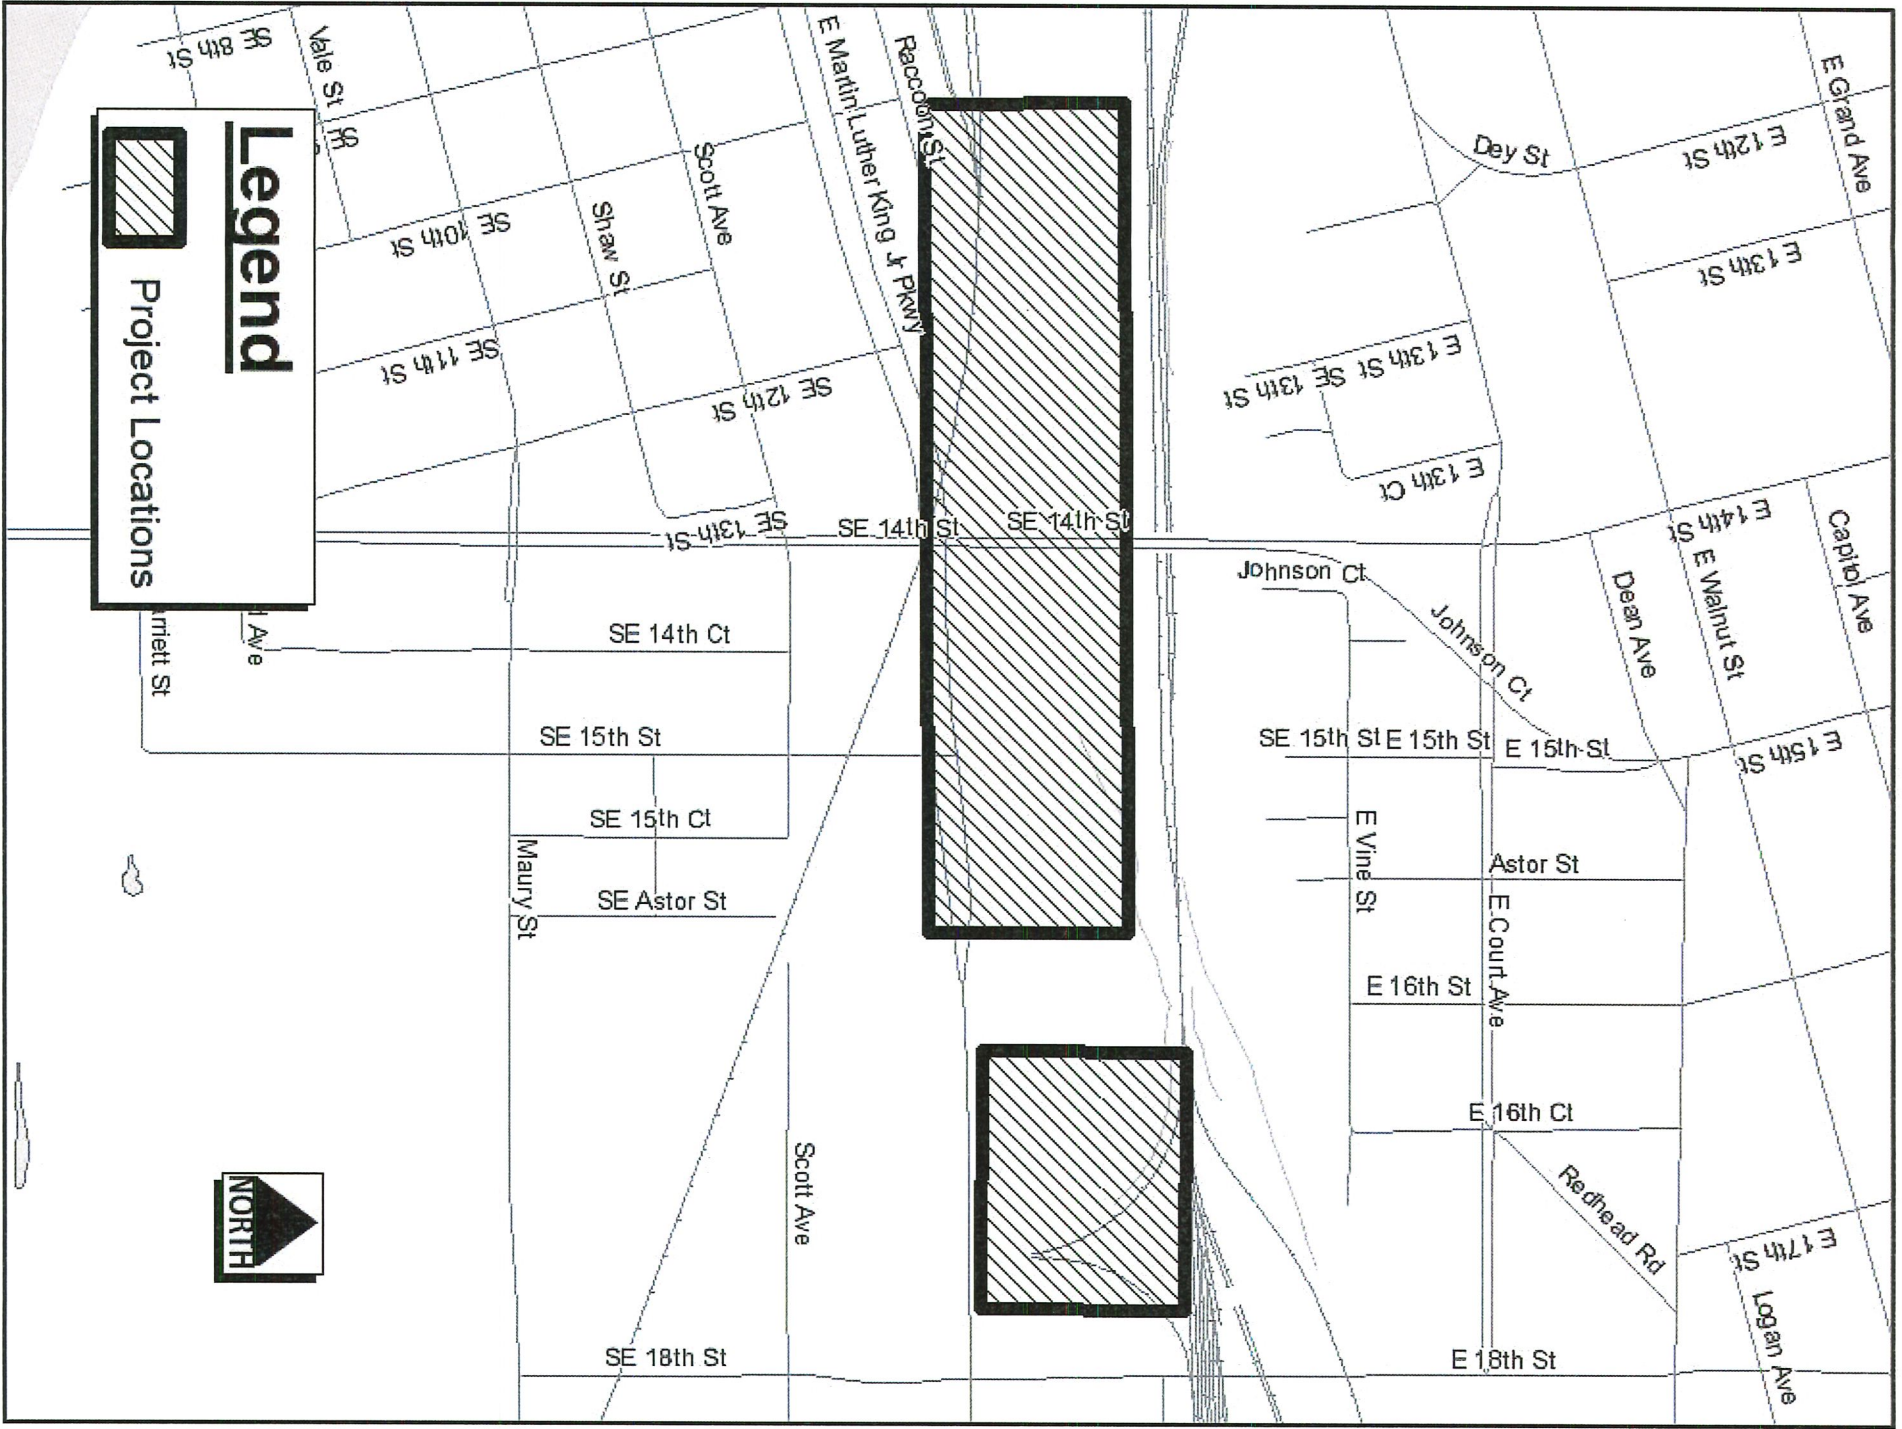 Legend
Project Locations
NORTH
SE 8th St
Vale St
SE
SE 10th St
SE 11th St
Shaw St
Scott Ave
SE 12th St
SE 13th St
E Martin Luther King Jr Pkwy
Raccoon St
SE 14th St
SE 14th St
Johnson Ct
Johnson Ct
Dey St
E 12th St
E 13th St
E Grand Ave
E 13th St
SE 13th St
E 13th Ct
E 14th St
Capitol Ave
E Walnut St
Dean Ave
SE 14th Ct
rriett St
Ave
SE 15th St
SE 15th Ct
SE Astor St
Maury St
SE 15th St
E 15th St
E 15th St
E 15th St
E Vine St
Astor St
E Court Ave
E 16th St
E 16th Ct
Redhead Rd
E 17th St
Logan Ave
Scott Ave
SE 18th St
E 18th St